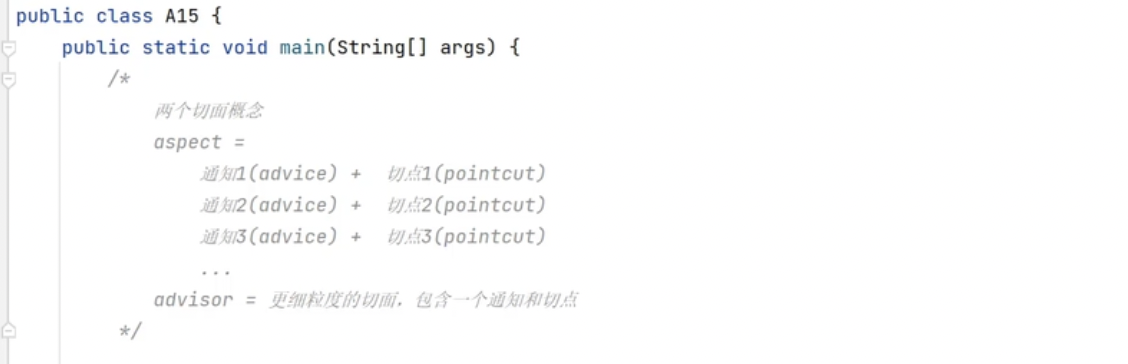 public class A15 {
public static void main(String[] args) {
/*
两个切面概念
aspect =
通知1(advice) +  切点1(pointcut)
通知2(advice) +  切点2(pointcut)
通知3(advice) +  切点3(pointcut)
...
advisor = 更细粒度的切面，包含一个通知和切点
*/